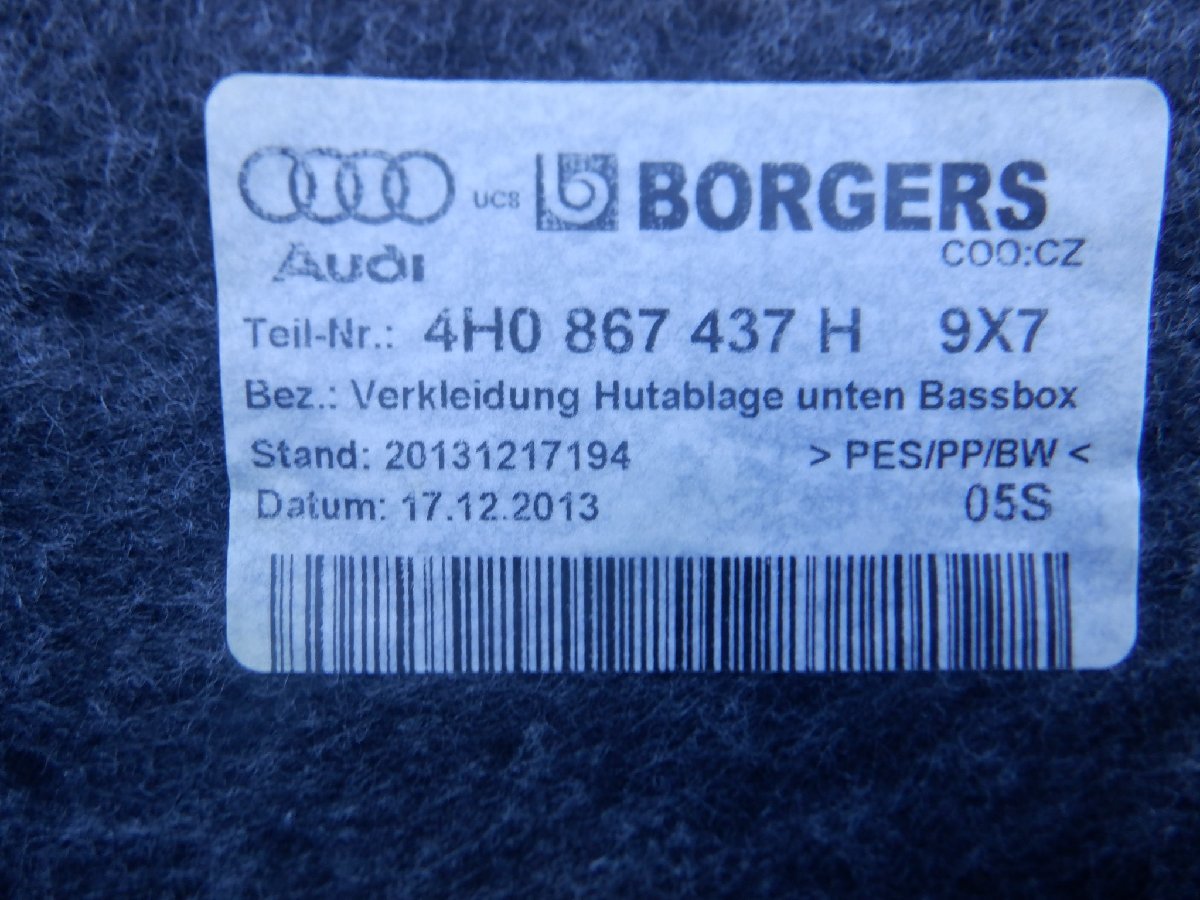 UCS BORGERS
Audi COO:CZ
Teil-Nr.: 4H0 867 437 H 9X7
Bez.: Verkleidung Hutablage unten Bassbox
Stand: 20131217194 > PES/PP/BW <
Datum: 17.12.2013 05S